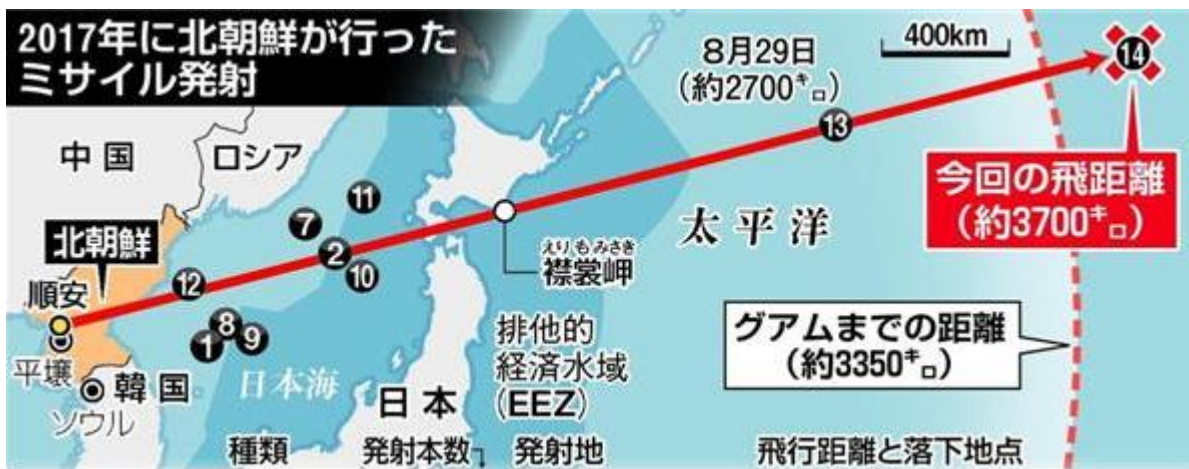 2017年に北朝鮮が行った
ミサイル発射
400km
8月29日
(約2700㌔)
14
13
中国
ロシア
今回の飛距離
(約3700㌔)
11
7
太平洋
北朝鮮
2
えりもみさき
襟裳岬
10
12
順安
8
1
9
グアムまでの距離
(約3350㌔)
平壌
排他的
経済水域
(EEZ)
韓国
日本海
日本
ソウル
種類
発射本数
発射地
飛行距離と落下地点